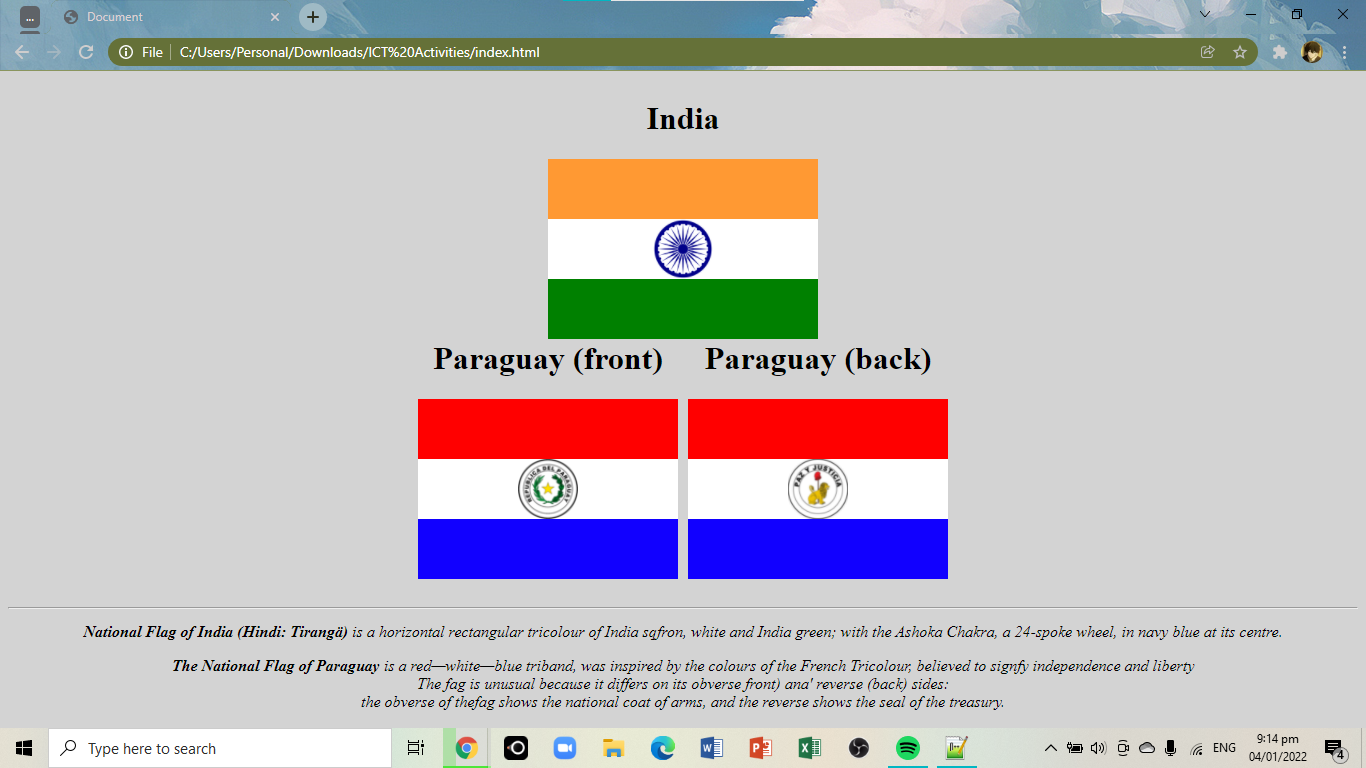 ...
Document
File
C:/Users/Personal/Downloads/ICT%20Activities/index.html
India
Paraguay (front) Paraguay (back)
REPUBLICA DEL PARAGUAY
PAZ Y JUSTICIA
National Flag of India (Hindi: Tirangä) is a horizontal rectangular tricolour of India sqfron, white and India green; with the Ashoka Chakra, a 24-spoke wheel, in navy blue at its centre.
The National Flag of Paraguay is a red—white—blue triband, was inspired by the colours of the French Tricolour, believed to signfy independence and liberty
The fag is unusual because it differs on its obverse front) ana' reverse (back) sides:
the obverse of thefag shows the national coat of arms, and the reverse shows the seal of the treasury.
Type here to search
ENG
9:14 pm
04/01/2022
4